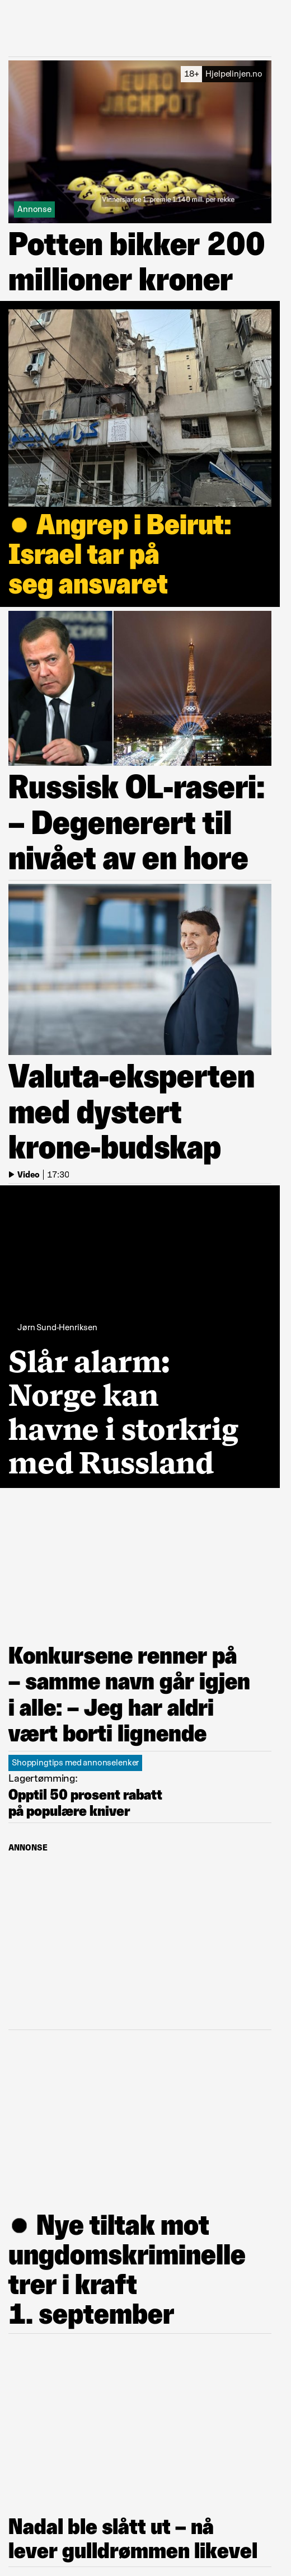 18+ Hjelpelinjen.no
EURO
JACKPOT
Vinnersjanse 1. premie 1:140 mill. per rekke
Annonse
Potten bikker 200
millioner kroner
Angrep i Beirut:
Israel tar på
seg ansvaret
Russisk OL-raseri:
– Degenerert til
nivået av en hore
Valuta-eksperten
med dystert
krone-budskap
Video | 17:30
Jørn Sund-Henriksen
Slår alarm:
Norge kan
havne i storkrig
med Russland
Konkursene renner på
– samme navn går igjen
i alle: – Jeg har aldri
vært borti lignende
Shoppingtips med annonselenker
Lagertømming:
Opptil 50 prosent rabatt
på populære kniver
ANNONSE
Nye tiltak mot
ungdomskriminelle
trer i kraft
1. september
Nadal ble slått ut – nå
lever gulldrømmen likevel